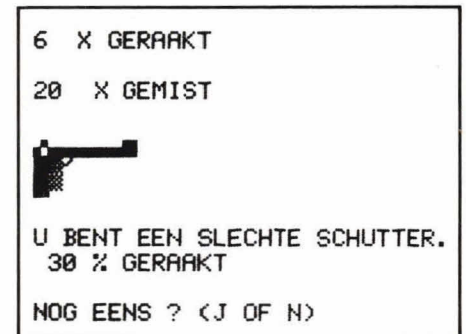 6 X GERAAKT
20 X GEMIST
U BENT EEN SLECHTE SCHUTTER.
30 % GERAAKT
NOG EENS ? (J OF N)